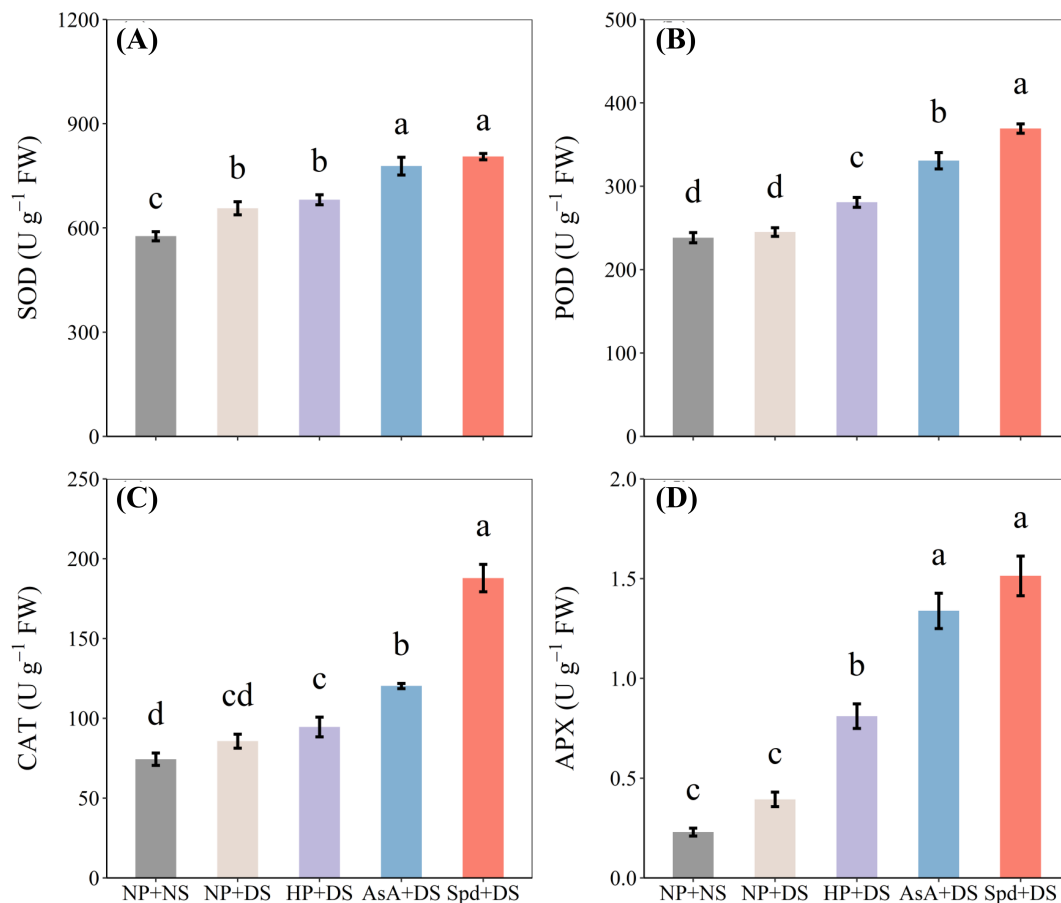 (A)
SOD (U g⁻¹ FW)
1200
900
600
300
0
c
b
b
a
a
(B)
POD (U g⁻¹ FW)
500
400
300
200
100
0
d
d
c
b
a
(C)
CAT (U g⁻¹ FW)
250
200
150
100
50
0
d
cd
c
b
a
NP+NS NP+DS HP+DS AsA+DS Spd+DS
(D)
APX (U g⁻¹ FW)
2.0
1.5
1.0
0.5
0.0
c
c
b
a
a
NP+NS NP+DS HP+DS AsA+DS Spd+DS